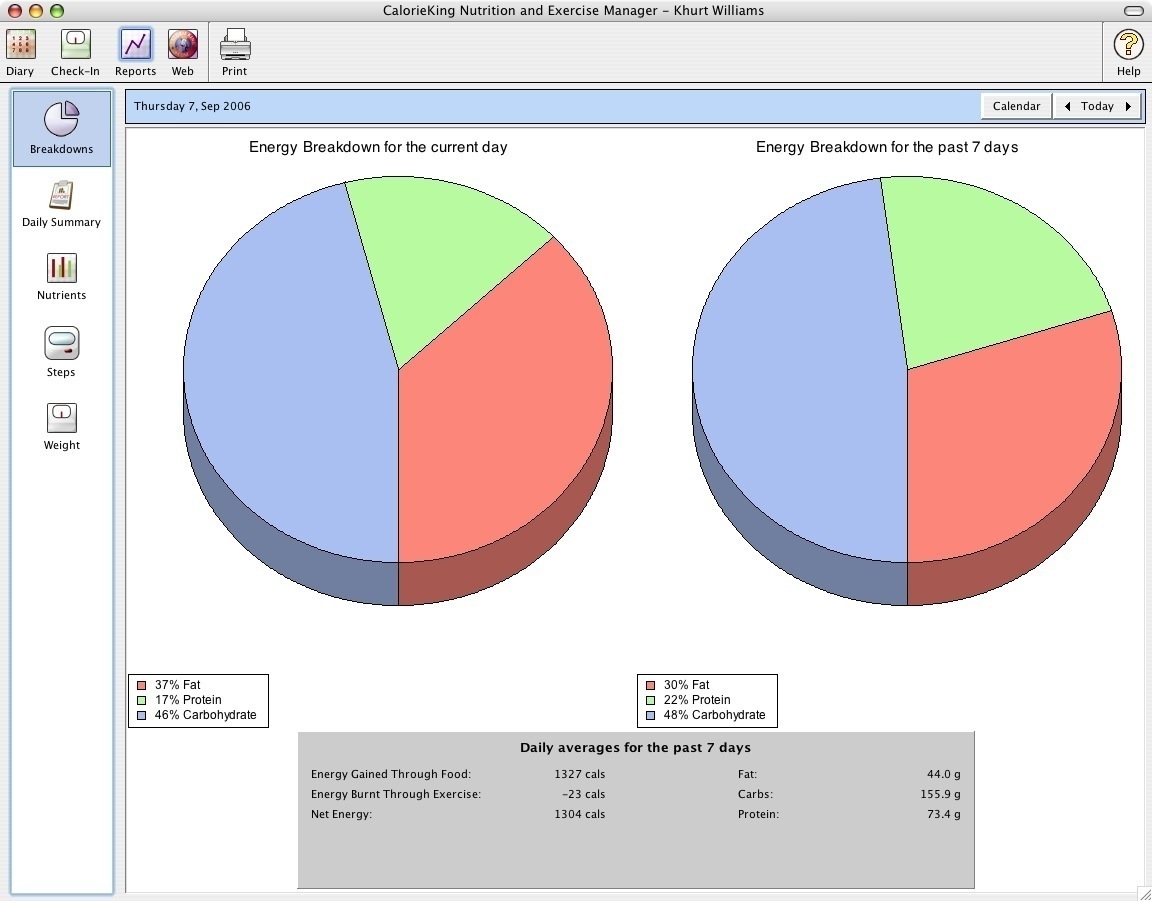 CalorieKing Nutrition and Exercise Manager – Khurt Williams
Diary Check-In Reports Web Print Help
Thursday 7, Sep 2006 Calendar Today
Breakdowns
Daily Summary
Nutrients
Steps
Weight
Energy Breakdown for the current day
37% Fat
17% Protein
46% Carbohydrate
Energy Breakdown for the past 7 days
30% Fat
22% Protein
48% Carbohydrate
Daily averages for the past 7 days
Energy Gained Through Food: 1327 cals Fat: 44.0 g
Energy Burnt Through Exercise: -23 cals Carbs: 155.9 g
Net Energy: 1304 cals Protein: 73.4 g